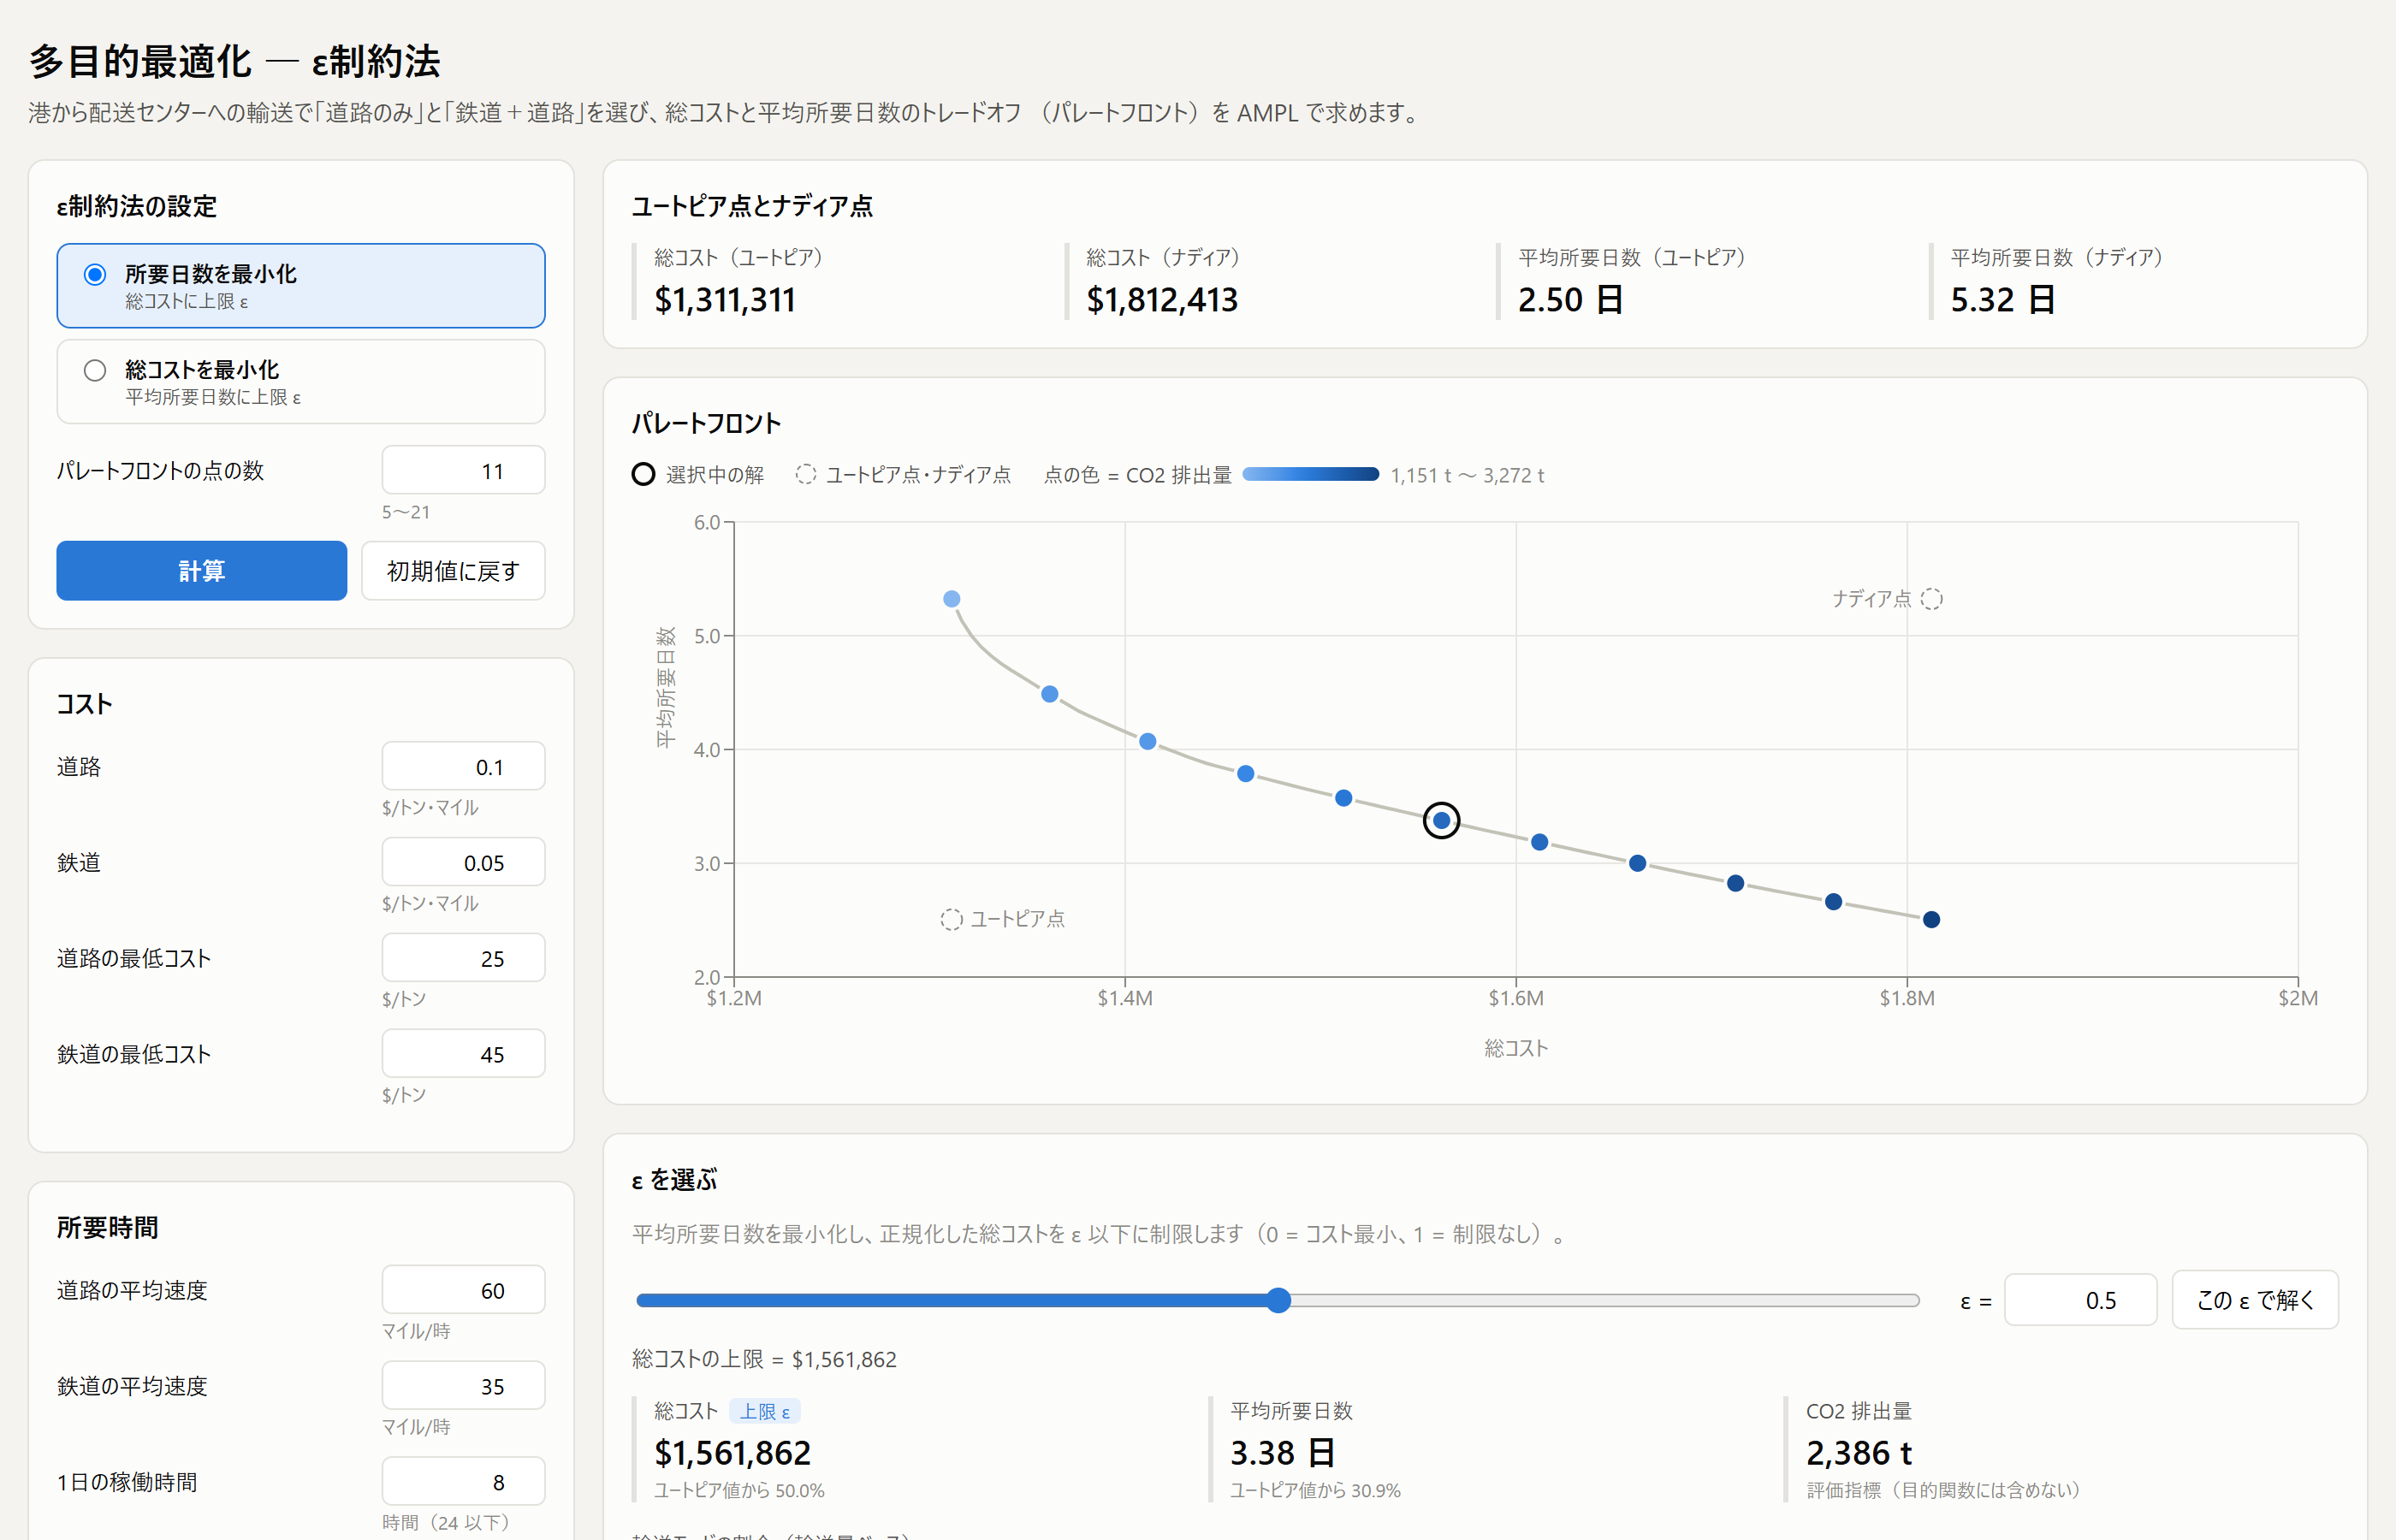 多目的最適化 — ε制約法
港から配送センターへの輸送で「道路のみ」と「鉄道＋道路」を選び、総コストと平均所要日数のトレードオフ （パレートフロント）を AMPL で求めます。
ε制約法の設定
所要日数を最小化
総コストに上限 ε
総コストを最小化
平均所要日数に上限 ε
パレートフロントの点の数
11
5〜21
計算
初期値に戻す
コスト
道路
0.1
$/トン・マイル
鉄道
0.05
$/トン・マイル
道路の最低コスト
25
$/トン
鉄道の最低コスト
45
$/トン
所要時間
道路の平均速度
60
マイル/時
鉄道の平均速度
35
マイル/時
1日の稼働時間
8
時間（24 以下）
ユートピア点とナディア点
総コスト（ユートピア）
$1,311,311
総コスト（ナディア）
$1,812,413
平均所要日数（ユートピア）
2.50 日
平均所要日数（ナディア）
5.32 日
パレートフロント
選択中の解
ユートピア点・ナディア点
点の色 = CO2 排出量
1,151 t 〜 3,272 t
6.0
5.0
4.0
3.0
2.0
平均所要日数
ナディア点
ユートピア点
$1.2M
$1.4M
$1.6M
$1.8M
$2M
総コスト
ε を選ぶ
平均所要日数を最小化し、正規化した総コストを ε 以下に制限します（0 = コスト最小、1 = 制限なし）。
ε =
0.5
この ε で解く
総コストの上限 = $1,561,862
総コスト
上限 ε
$1,561,862
ユートピア値から 50.0%
平均所要日数
3.38 日
ユートピア値から 30.9%
CO2 排出量
2,386 t
評価指標（目的関数には含めない）